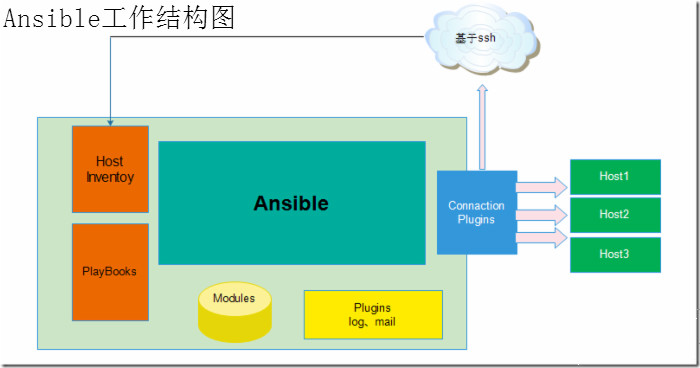 Ansible工作结构图
基于ssh
Host
Inventoy
Ansible
Connaction
Plugins
Host1
Host2
Host3
PlayBooks
Modules
Plugins
log、mail